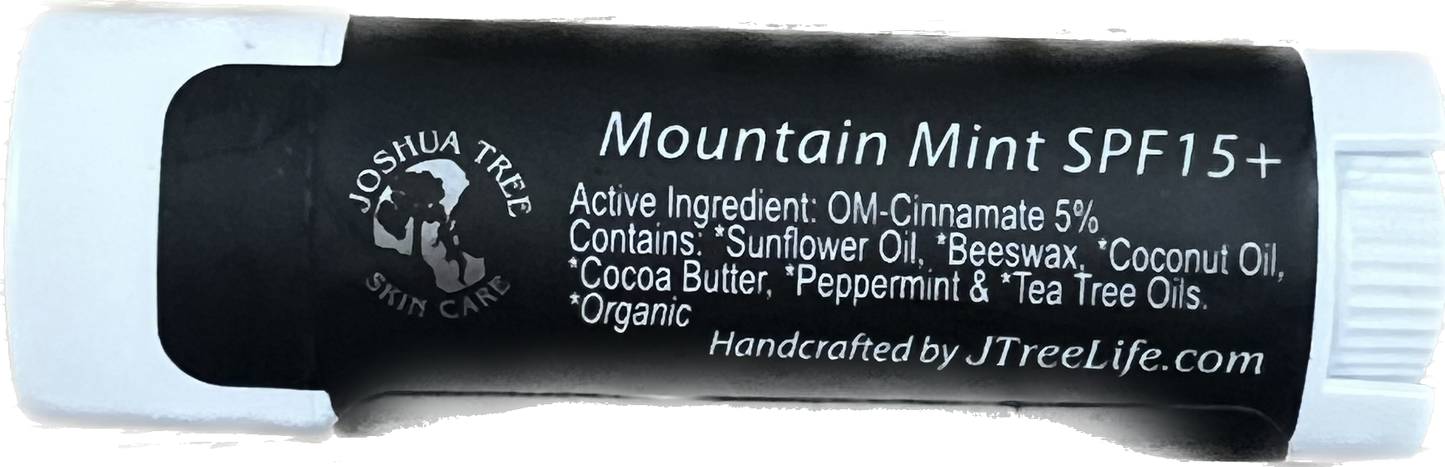 JOSHUA TREE
SKIN CARE
Mountain Mint SPF15+
Active Ingredient: OM-Cinnamate 5%
Contains: *Sunflower Oil, *Beeswax, *Coconut Oil,
*Cocoa Butter, *Peppermint & *Tea Tree Oils.
*Organic
Handcrafted by JTreeLife.com